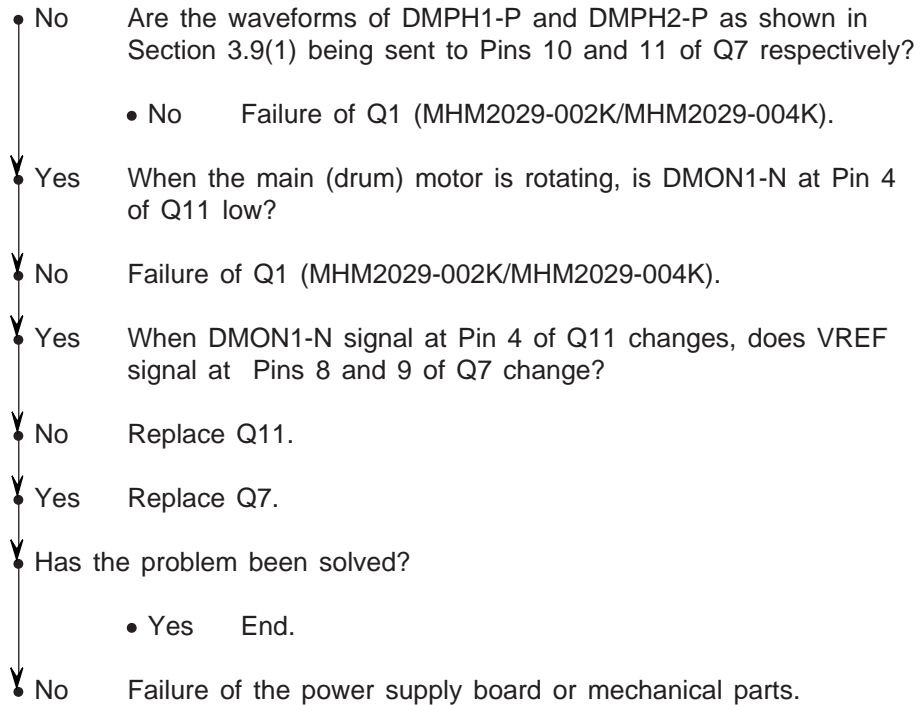 • No Are the waveforms of DMPH1-P and DMPH2-P as shown in
Section 3.9(1) being sent to Pins 10 and 11 of Q7 respectively?
• No Failure of Q1 (MHM2029-002K/MHM2029-004K).
• Yes When the main (drum) motor is rotating, is DMON1-N at Pin 4
of Q11 low?
• No Failure of Q1 (MHM2029-002K/MHM2029-004K).
• Yes When DMON1-N signal at Pin 4 of Q11 changes, does VREF
signal at Pins 8 and 9 of Q7 change?
• No Replace Q11.
• Yes Replace Q7.
• Has the problem been solved?
• Yes End.
• No Failure of the power supply board or mechanical parts.